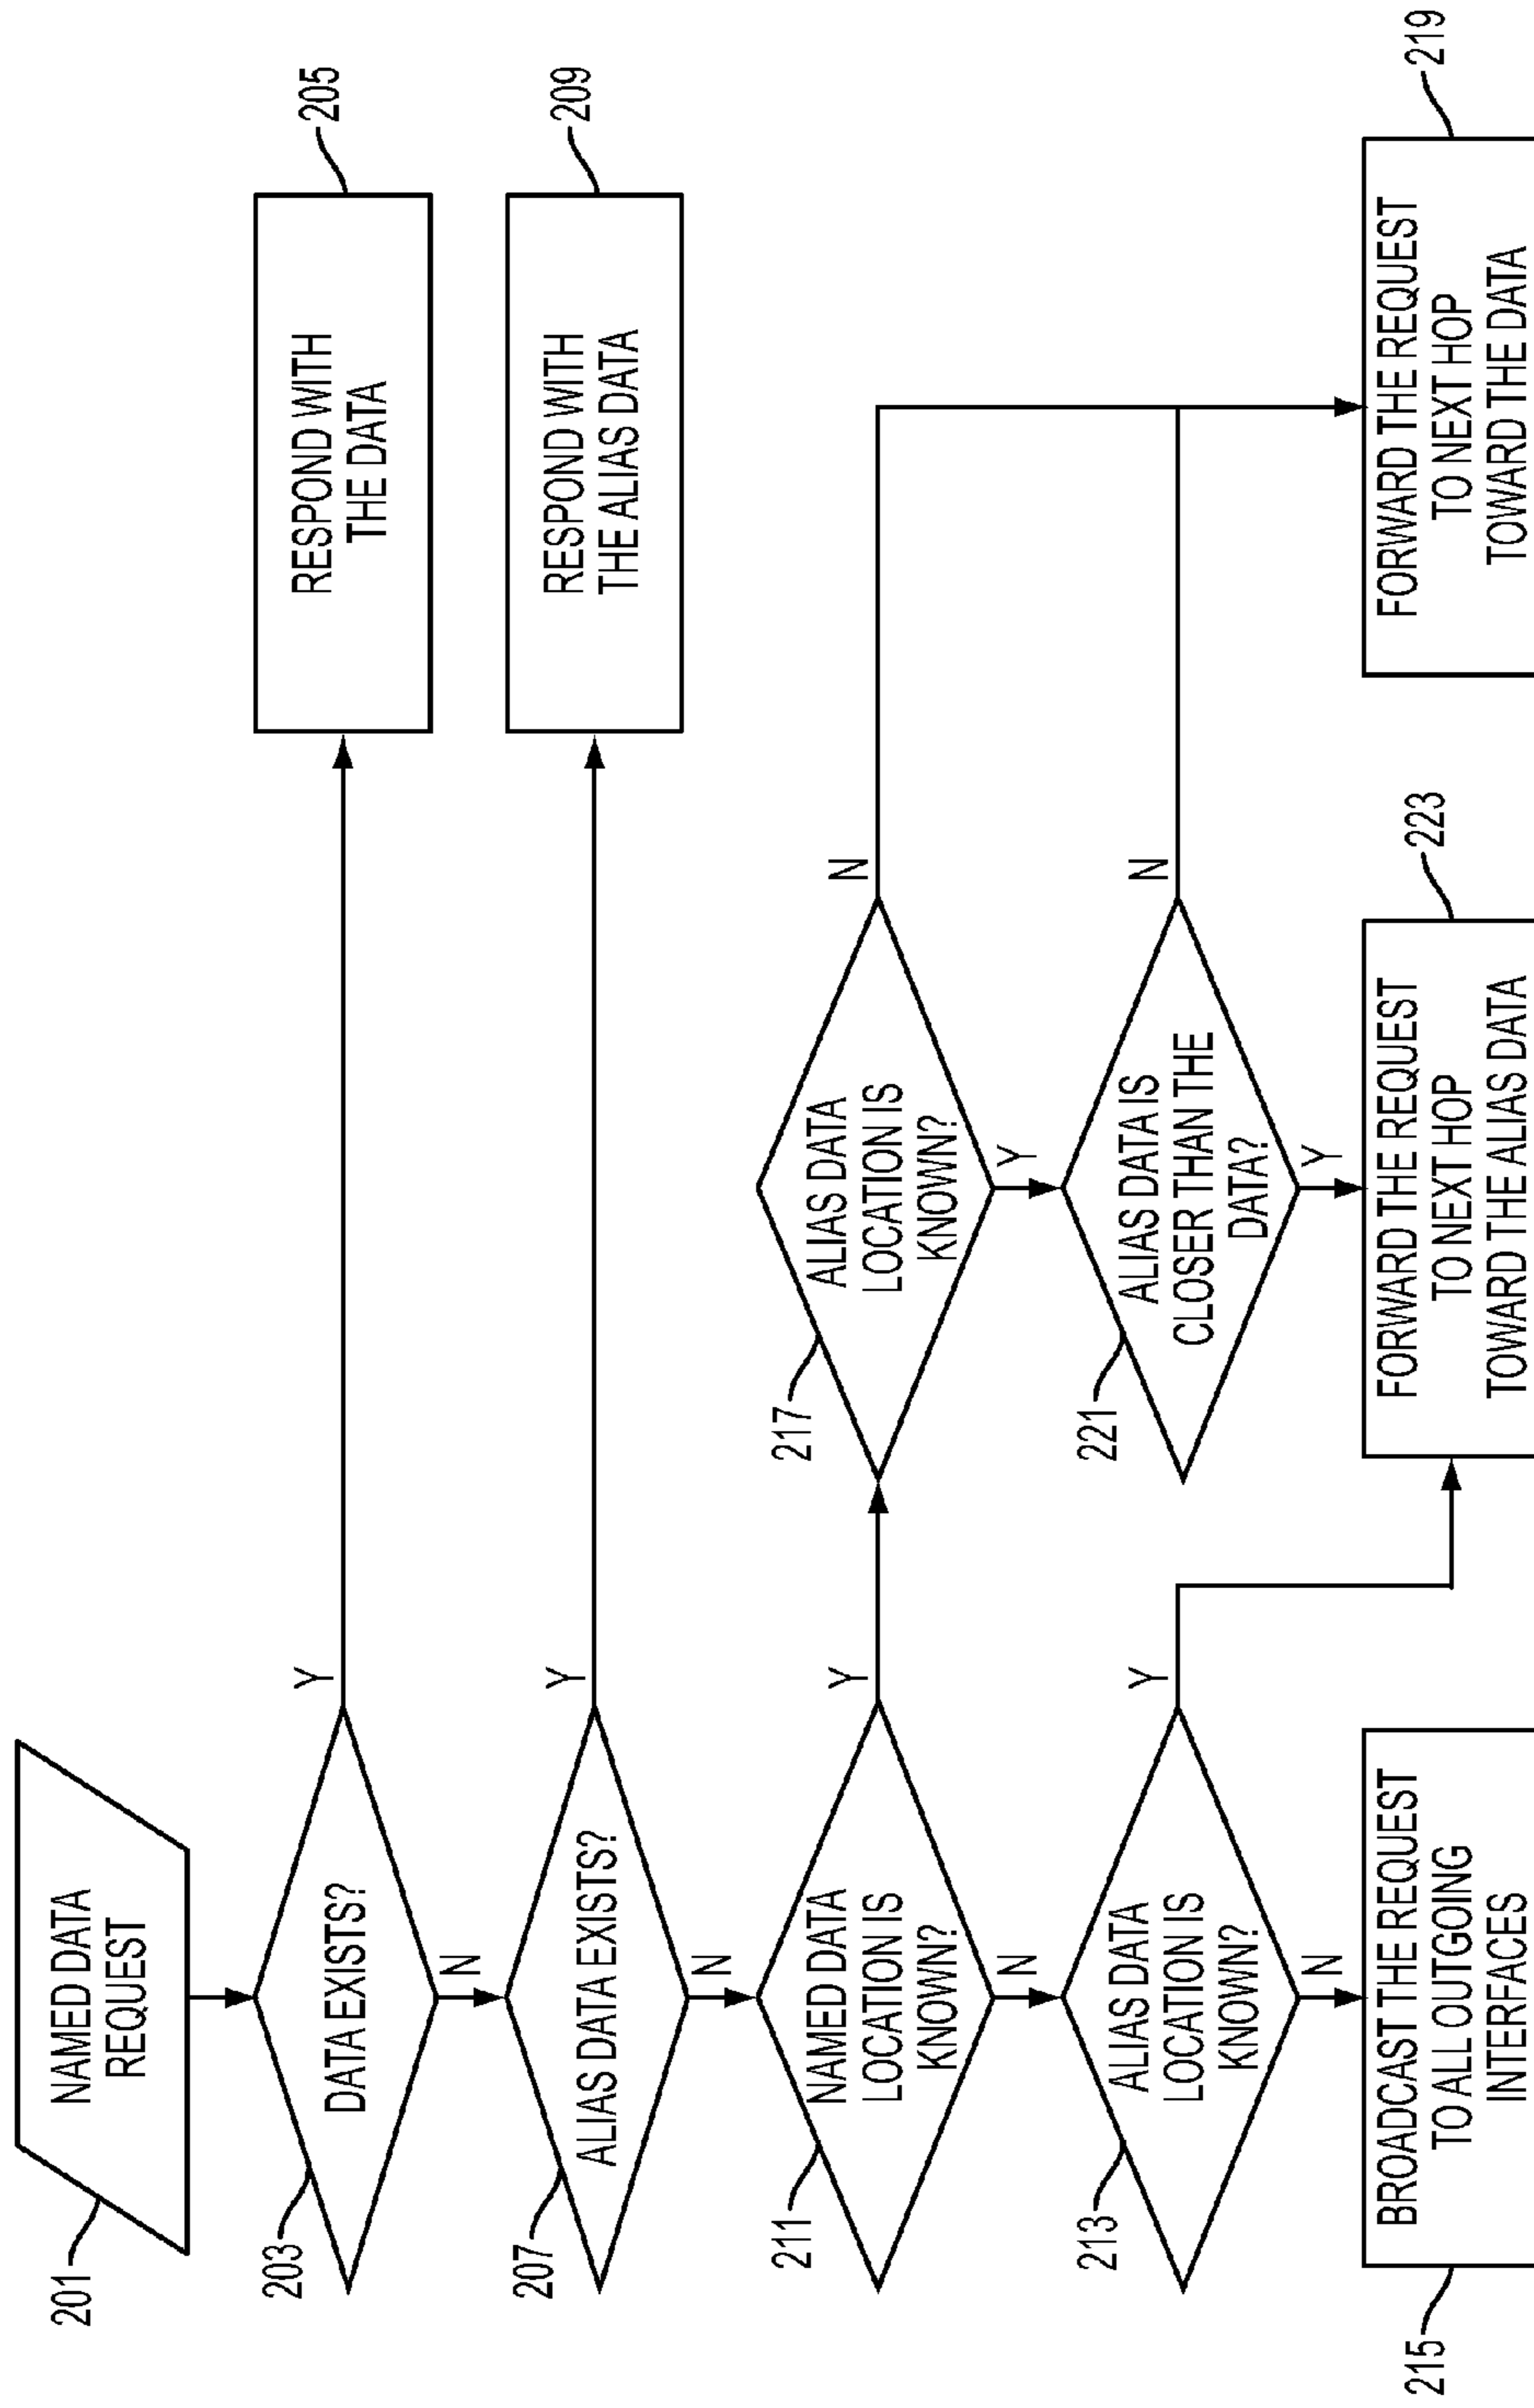 201
NAMED DATA
REQUEST
203
DATA EXISTS?
Y
N
RESPOND WITH
THE DATA
205
207
ALIAS DATA EXISTS?
Y
N
RESPOND WITH
THE ALIAS DATA
209
211
NAMED DATA
LOCATION IS
KNOWN?
Y
N
217
ALIAS DATA
LOCATION IS
KNOWN?
N
Y
213
ALIAS DATA
LOCATION IS
KNOWN?
Y
N
221
ALIAS DATA IS
CLOSER THAN THE
DATA?
N
Y
215
BROADCAST THE REQUEST
TO ALL OUTGOING
INTERFACES
FORWARD THE REQUEST
TO NEXT HOP
TOWARD THE ALIAS DATA
223
FORWARD THE REQUEST
TO NEXT HOP
TOWARD THE DATA
219